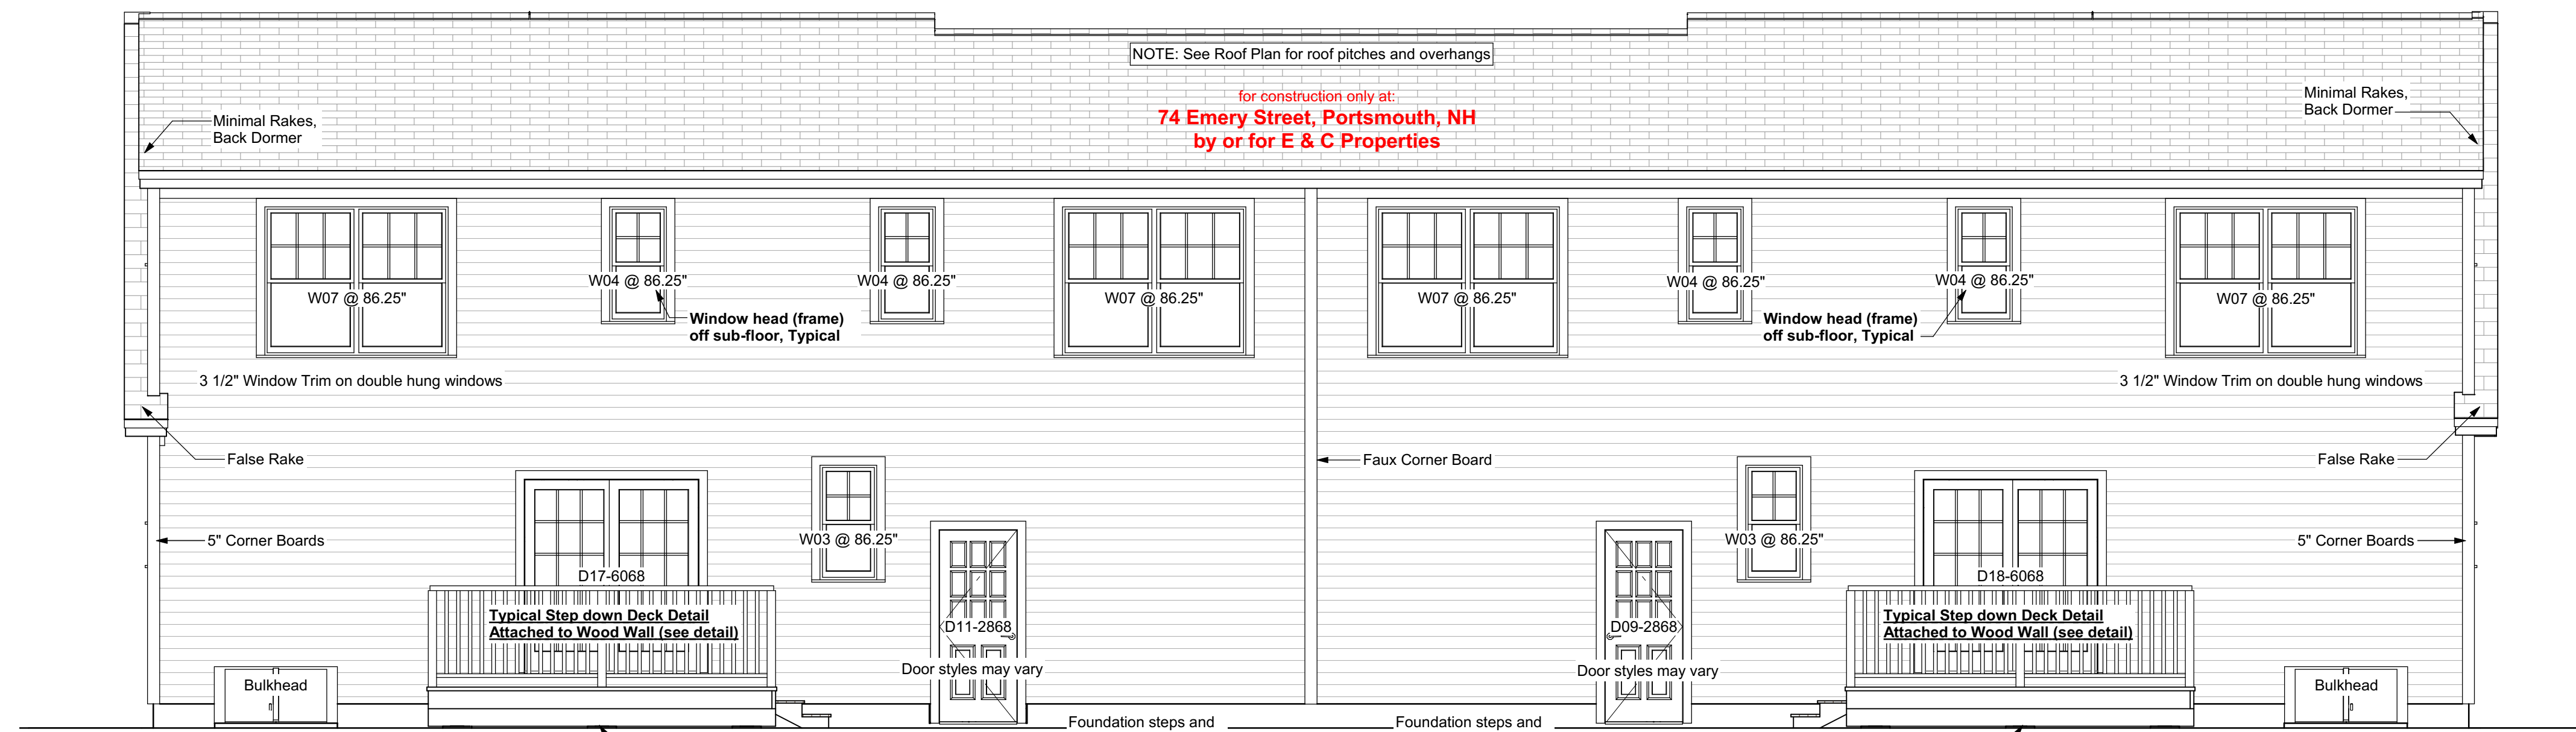 NOTE: See Roof Plan for roof pitches and overhangs
for construction only at:
74 Emery Street, Portsmouth, NH
by or for E & C Properties
Minimal Rakes,
Back Dormer
Minimal Rakes,
Back Dormer
W07 @ 86.25"
W04 @ 86.25"
W04 @ 86.25"
W07 @ 86.25"
W07 @ 86.25"
W04 @ 86.25"
W04 @ 86.25"
W07 @ 86.25"
Window head (frame)
off sub-floor, Typical
Window head (frame)
off sub-floor, Typical
3 1/2" Window Trim on double hung windows
3 1/2" Window Trim on double hung windows
False Rake
Faux Corner Board
False Rake
5" Corner Boards
W03 @ 86.25"
W03 @ 86.25"
5" Corner Boards
D17-6068
D18-6068
Typical Step down Deck Detail
Attached to Wood Wall (see detail)
D11-2868
D09-2868
Typical Step down Deck Detail
Attached to Wood Wall (see detail)
Door styles may vary
Door styles may vary
Bulkhead
Bulkhead
Foundation steps and
Foundation steps and